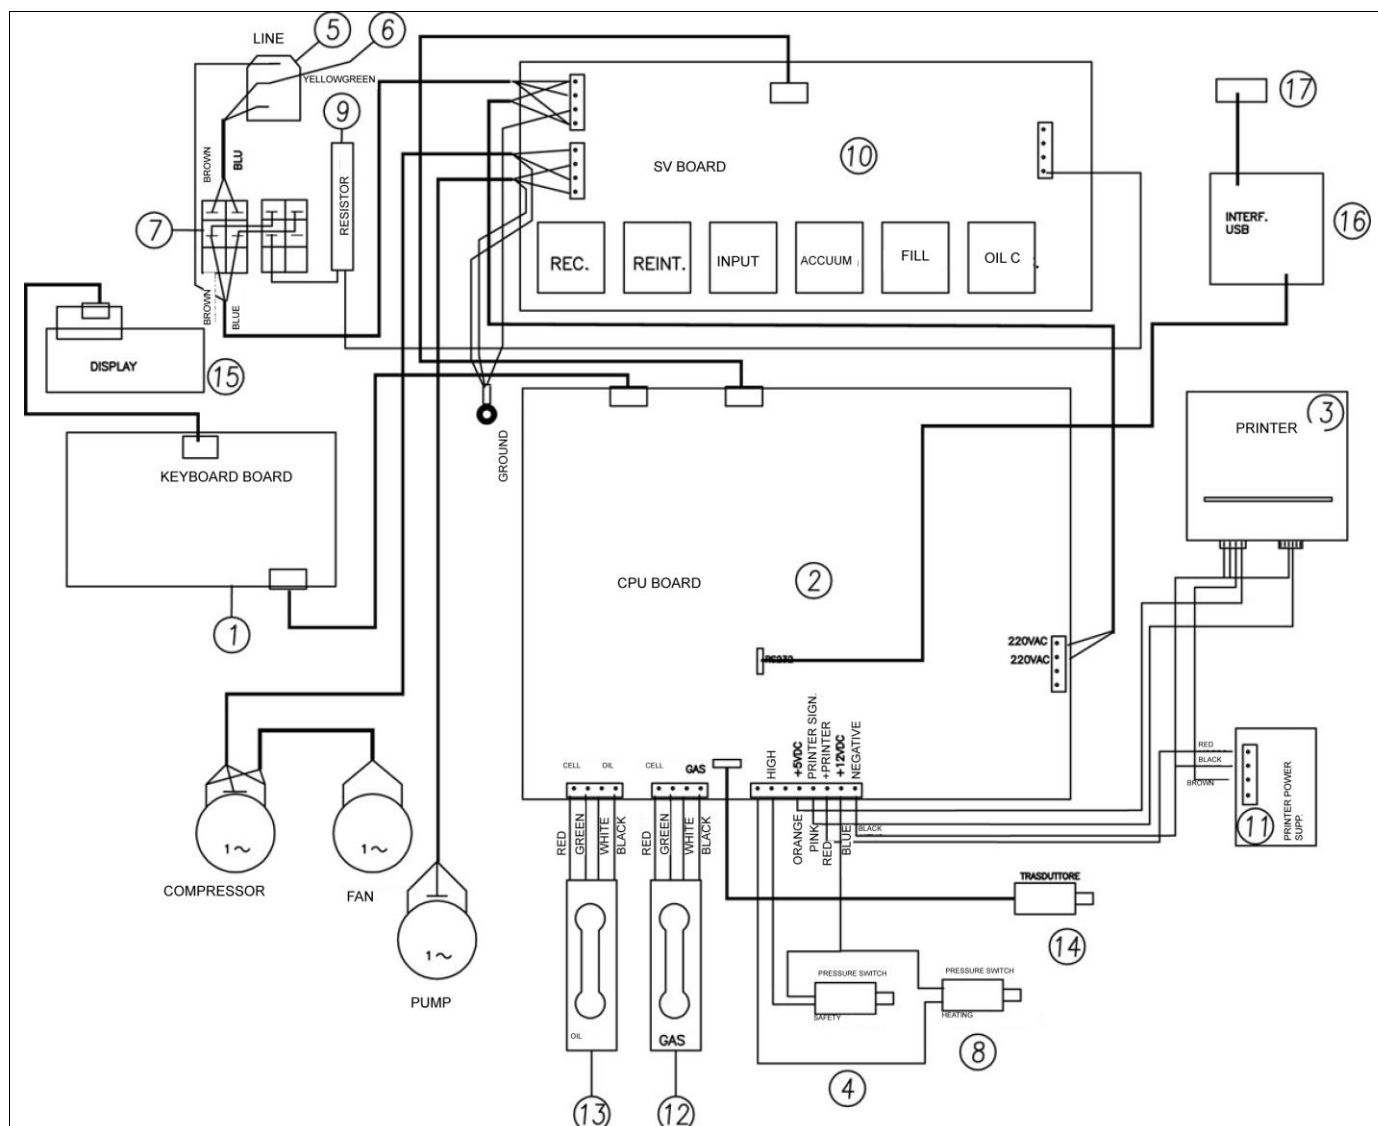 LINE
5
6
YELLOWGREEN
9
17
BROWN
BLU
10
SV BOARD
RESISTOR
7
16
INTERF.
USB
REC.
REINT.
INPUT
ACCUUM
FILL
OIL C
BROWN
BLUE
DISPLAY
15
3
PRINTER
GROUND
KEYBOARD BOARD
CPU BOARD
2
1
220VAC
220VAC
RS232
HIGH
+5VDC
PRINTER SIGN.
+PRINTER
+12VDC
NEGATIVE
RED
BLACK
BROWN
PRINTER POWER
SUPP.
11
CELL
OIL
CELL
GAS
RED
GREEN
WHITE
BLACK
RED
GREEN
WHITE
BLACK
ORANGE
PINK
RED
BLUE
BLACK
1~
1~
COMPRESSOR
FAN
TRASDUTTORE
14
1~
PUMP
PRESSURE SWITCH
SAFETY
PRESSURE SWITCH
HEATING
OIL
GAS
8
4
13
12